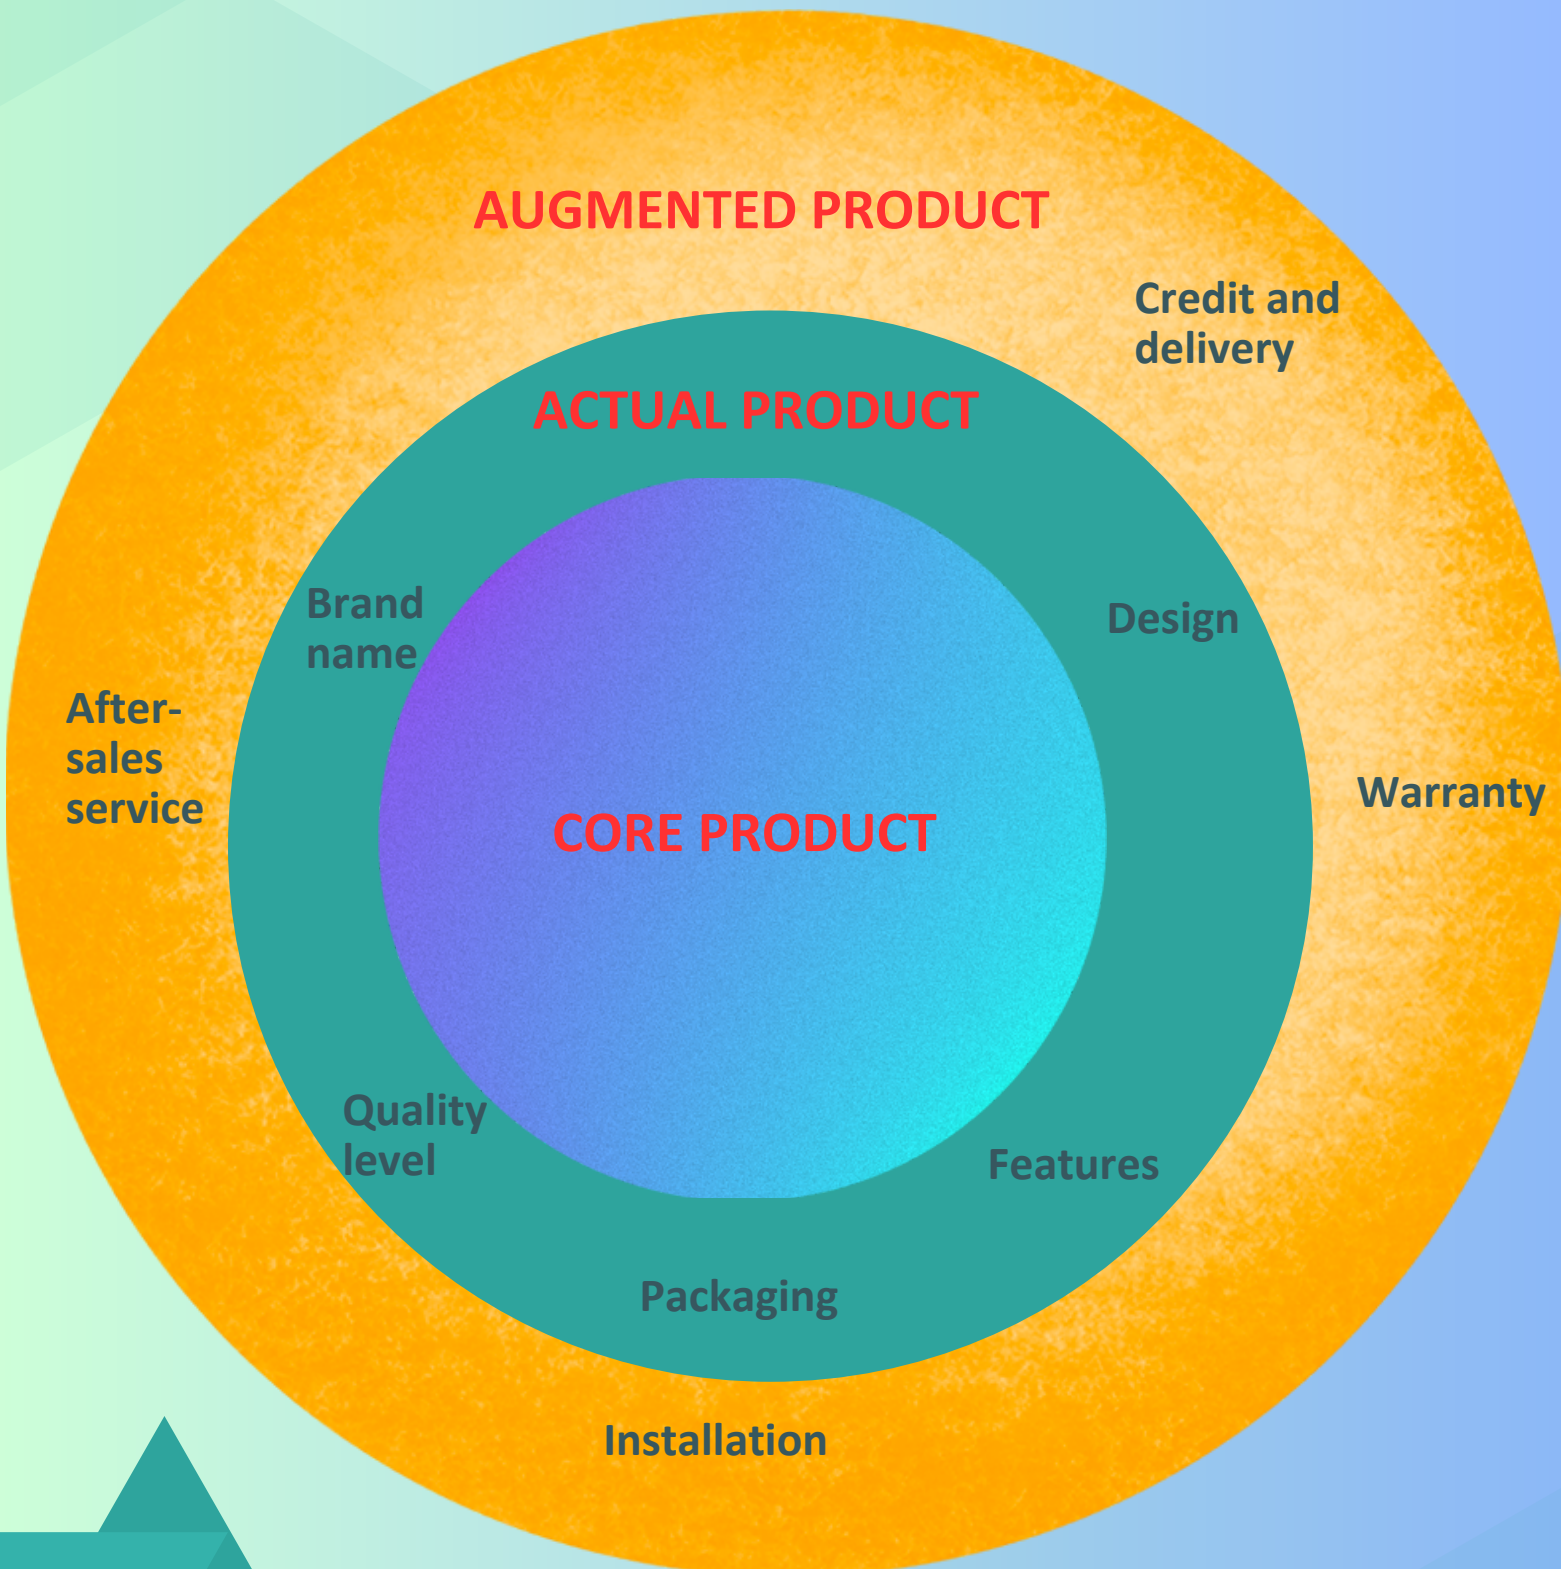 AUGMENTED PRODUCT
Credit and
delivery
ACTUAL PRODUCT
Brand
name
Design
After-
sales
service
Warranty
CORE PRODUCT
Quality
level
Features
Packaging
Installation